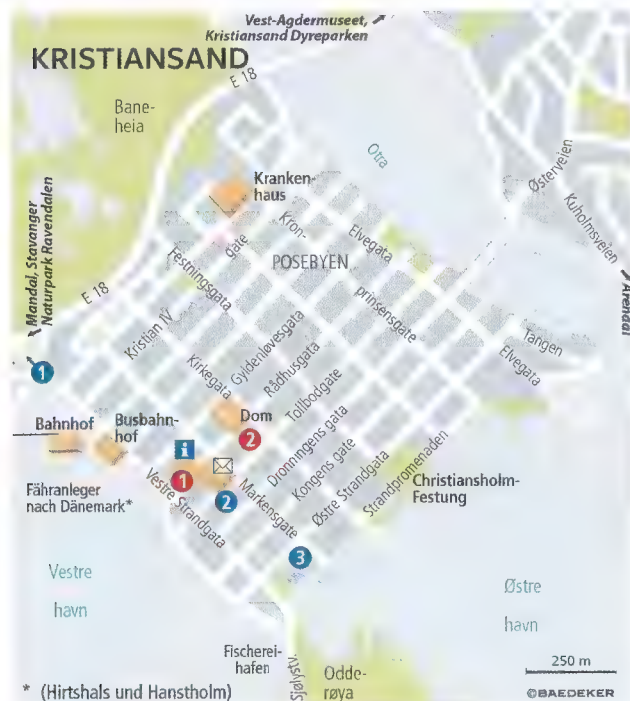 Vest-Agdermuseet,
Kristiansand Dyreparken
KRISTIANSAND
E 18
Bane-
heia
Otra
Østerveien
Kuholmsveien
Kranken-
haus
Mandal, Stavanger
Naturpark Ravendalen
Arendal
Kron-
prinsensgate
Elvegata
POSEBYEN
Festningsgata
gate
Kristian IV
E 18
Tangen
Elvegata
Gyldenløvesgata
Kirkegata
Rådhusgata
Tollbodgate
1
Bahnhof
Busbahn-
hof
Dom
2
Dronningens gata
Kongens gate
i
1
2
Markensgate
Østre Strandgata
Strandpromenaden
Christiansholm-
Festung
Fähranleger
nach Dänemark*
Vestre Strandgata
3
Vestre
havn
Østre
havn
Fischerei-
hafen
Sjølystv.
Odde-
røya
250 m
* (Hirtshals und Hanstholm)
©BAEDEKER